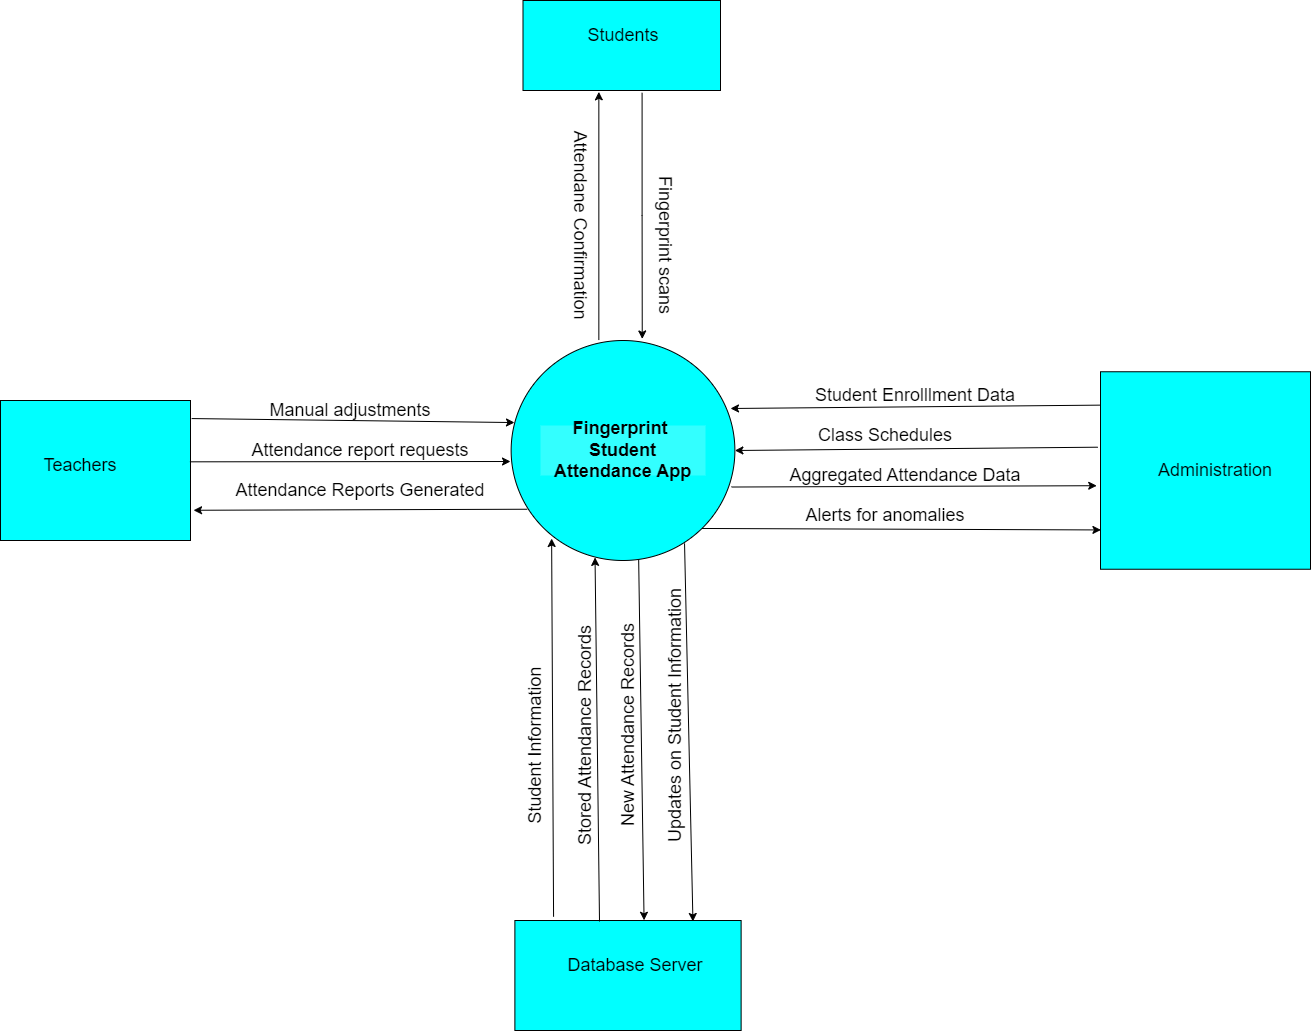 Students
Attendane Confirmation
Fingerprint scans
Manual adjustments
Attendance report requests
Attendance Reports Generated
Teachers
Fingerprint
Student
Attendance App
Student Enrolllment Data
Class Schedules
Aggregated Attendance Data
Alerts for anomalies
Administration
Student Information
Stored Attendance Records
New Attendance Records
Updates on Student Information
Database Server